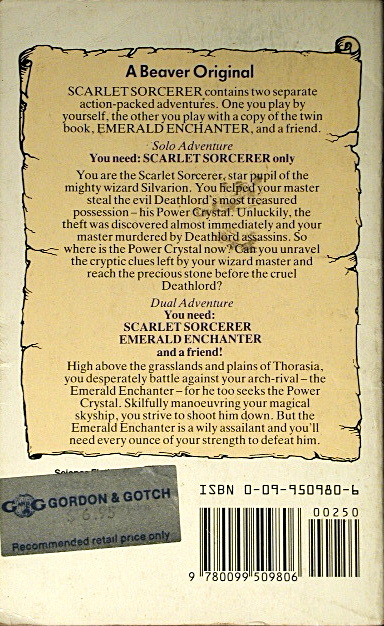 A Beaver Original
SCARLET SORCERER contains two separate
action-packed adventures. One you play by
yourself, the other you play with a copy of the twin
book, EMERALD ENCHANTER, and a friend.
Solo Adventure
You need: SCARLET SORCERER only
You are the Scarlet Sorcerer, star pupil of the
mighty wizard Silvarion. You helped your master
steal the evil Deathlord's most treasured
possession – his Power Crystal. Unluckily, the
theft was discovered almost immediately and your
master murdered by Deathlord assassins. So
where is the Power Crystal now? Can you unravel
the cryptic clues left by your wizard master and
reach the precious stone before the cruel
Deathlord?
Dual Adventure
You need:
SCARLET SORCERER
EMERALD ENCHANTER
and a friend!
High above the grasslands and plains of Thorasia,
you desperately battle against your arch-rival – the
Emerald Enchanter – for he too seeks the Power
Crystal. Skilfully manoeuvring your magical
skyship, you strive to shoot him down. But the
Emerald Enchanter is a wily assailant and you'll
need every ounce of your strength to defeat him.
GORDON & GOTCH
6.95
Recommended retail price only
ISBN 0-09-950980-6
00250
9 780099 509806